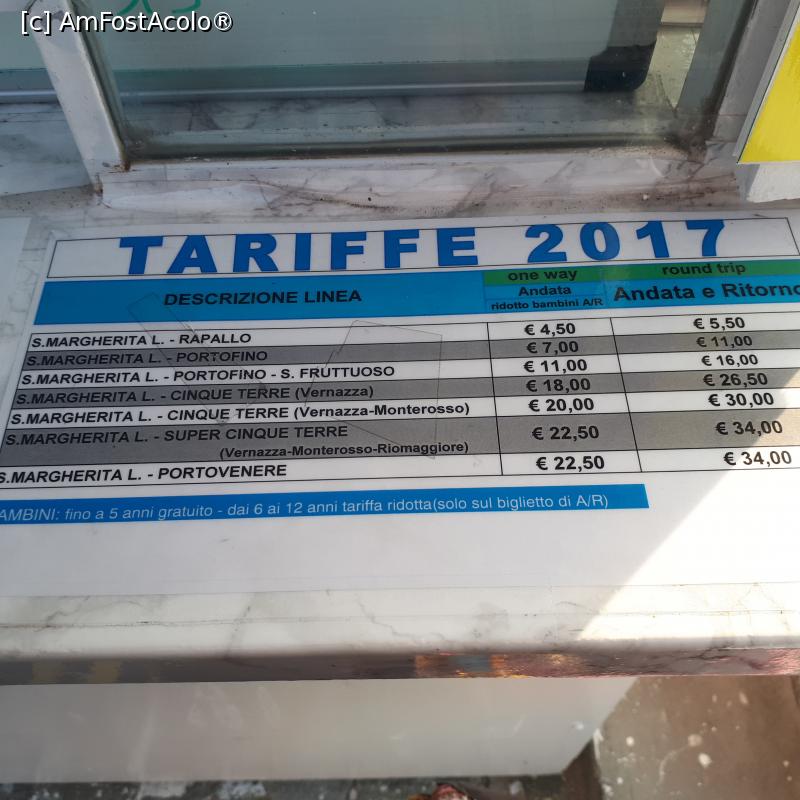 [c] AmFostAcolo®
TARIFFE 2017
DESCRIZIONE LINEA
one way
Andata
ridotto bambini A/R
round trip
Andata e Ritorno
S.MARGHERITA L. - RAPALLO € 4,50 € 5,50
S.MARGHERITA L. - PORTOFINO € 7,00 € 11,00
S.MARGHERITA L. - PORTOFINO - S. FRUTTUOSO € 11,00 € 16,00
S.MARGHERITA L. - CINQUE TERRE (Vernazza) € 18,00 € 26,50
S.MARGHERITA L. - CINQUE TERRE (Vernazza-Monterosso) € 20,00 € 30,00
S.MARGHERITA L. - SUPER CINQUE TERRE € 22,50 € 34,00
(Vernazza-Monterosso-Riomaggiore)
S.MARGHERITA L. - PORTOVENERE € 22,50 € 34,00
AMBINI: fino a 5 anni gratuito - dai 6 ai 12 anni tariffa ridotta(solo sul biglietto di A/R)